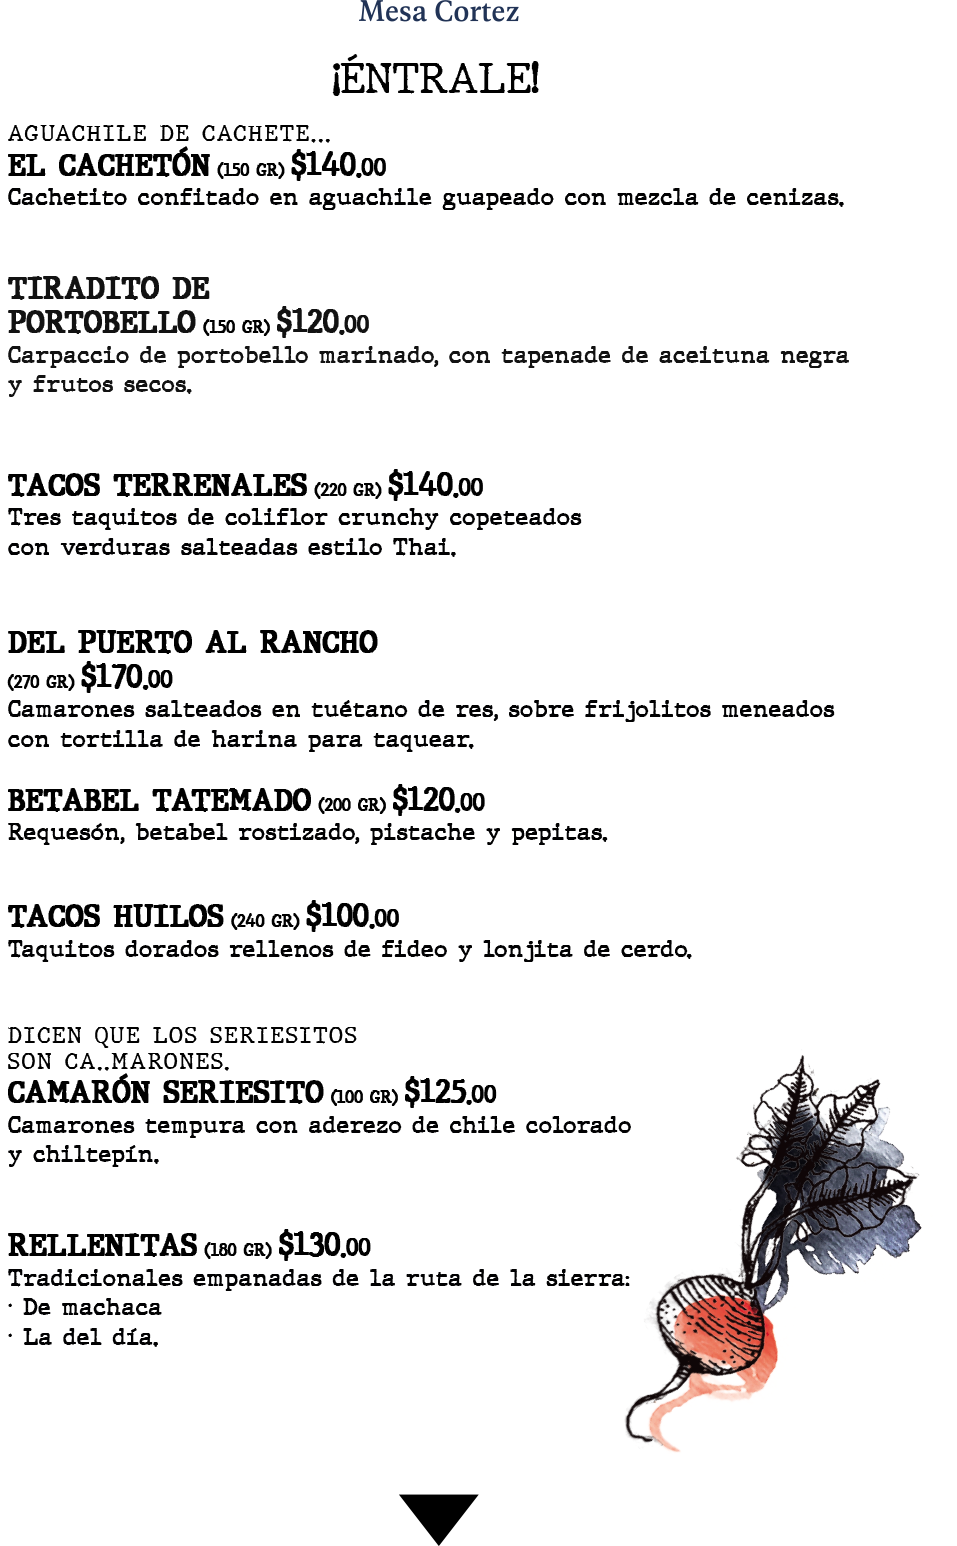 Mesa Cortez
¡ÉNTRALE!
AGUACHILE DE CACHETE...
EL CACHETÓN (150 GR) $140.00
Cachetito confitado en aguachile guapeado con mezcla de cenizas.
TIRADITO DE
PORTOBELLO (150 GR) $120.00
Carpaccio de portobello marinado, con tapenade de aceituna negra
y frutos secos.
TACOS TERRENALES (220 GR) $140.00
Tres taquitos de coliflor crunchy copeteados
con verduras salteadas estilo Thai.
DEL PUERTO AL RANCHO
(270 GR) $170.00
Camarones salteados en tuétano de res, sobre frijolitos meneados
con tortilla de harina para taquear.
BETABEL TATEMADO (200 GR) $120.00
Requesón, betabel rostizado, pistache y pepitas.
TACOS HUILOS (240 GR) $100.00
Taquitos dorados rellenos de fideo y lonjita de cerdo.
DICEN QUE LOS SERIESITOS
SON CA..MARONES.
CAMARÓN SERIESITO (100 GR) $125.00
Camarones tempura con aderezo de chile colorado
y chiltepín.
RELLENITAS (180 GR) $130.00
Tradicionales empanadas de la ruta de la sierra:
· De machaca
· La del día.